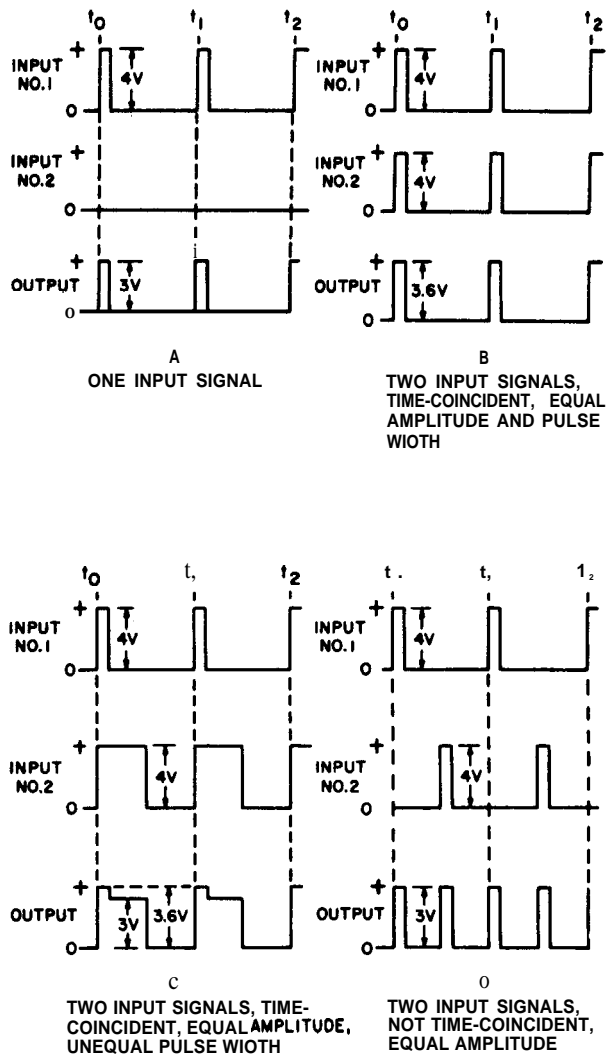 t0 t1 t2
INPUT
NO.1
+
4V
0
INPUT
NO.2
+
0
OUTPUT
+
3V
o
A
ONE INPUT SIGNAL
t0 t1 t2
INPUT
NO.1
+
4V
0
INPUT
NO.2
+
4V
0
OUTPUT
+
3.6V
0
B
TWO INPUT SIGNALS,
TIME-COINCIDENT, EQUAL
AMPLITUDE AND PULSE
WIOTH
t0 t, t2
INPUT
NO.1
+
4V
0
INPUT
NO.2
+
4V
0
OUTPUT
+
3V 3.6V
0
c
TWO INPUT SIGNALS, TIME-
COINCIDENT, EQUAL AMPLITUDE,
UNEQUAL PULSE WIOTH
t. t, 12
INPUT
NO.1
+
4V
0
INPUT
NO.2
+
4V
0
OUTPUT
+
3V
0
o
TWO INPUT SIGNALS,
NOT TIME-COINCIDENT,
EQUAL AMPLITUDE